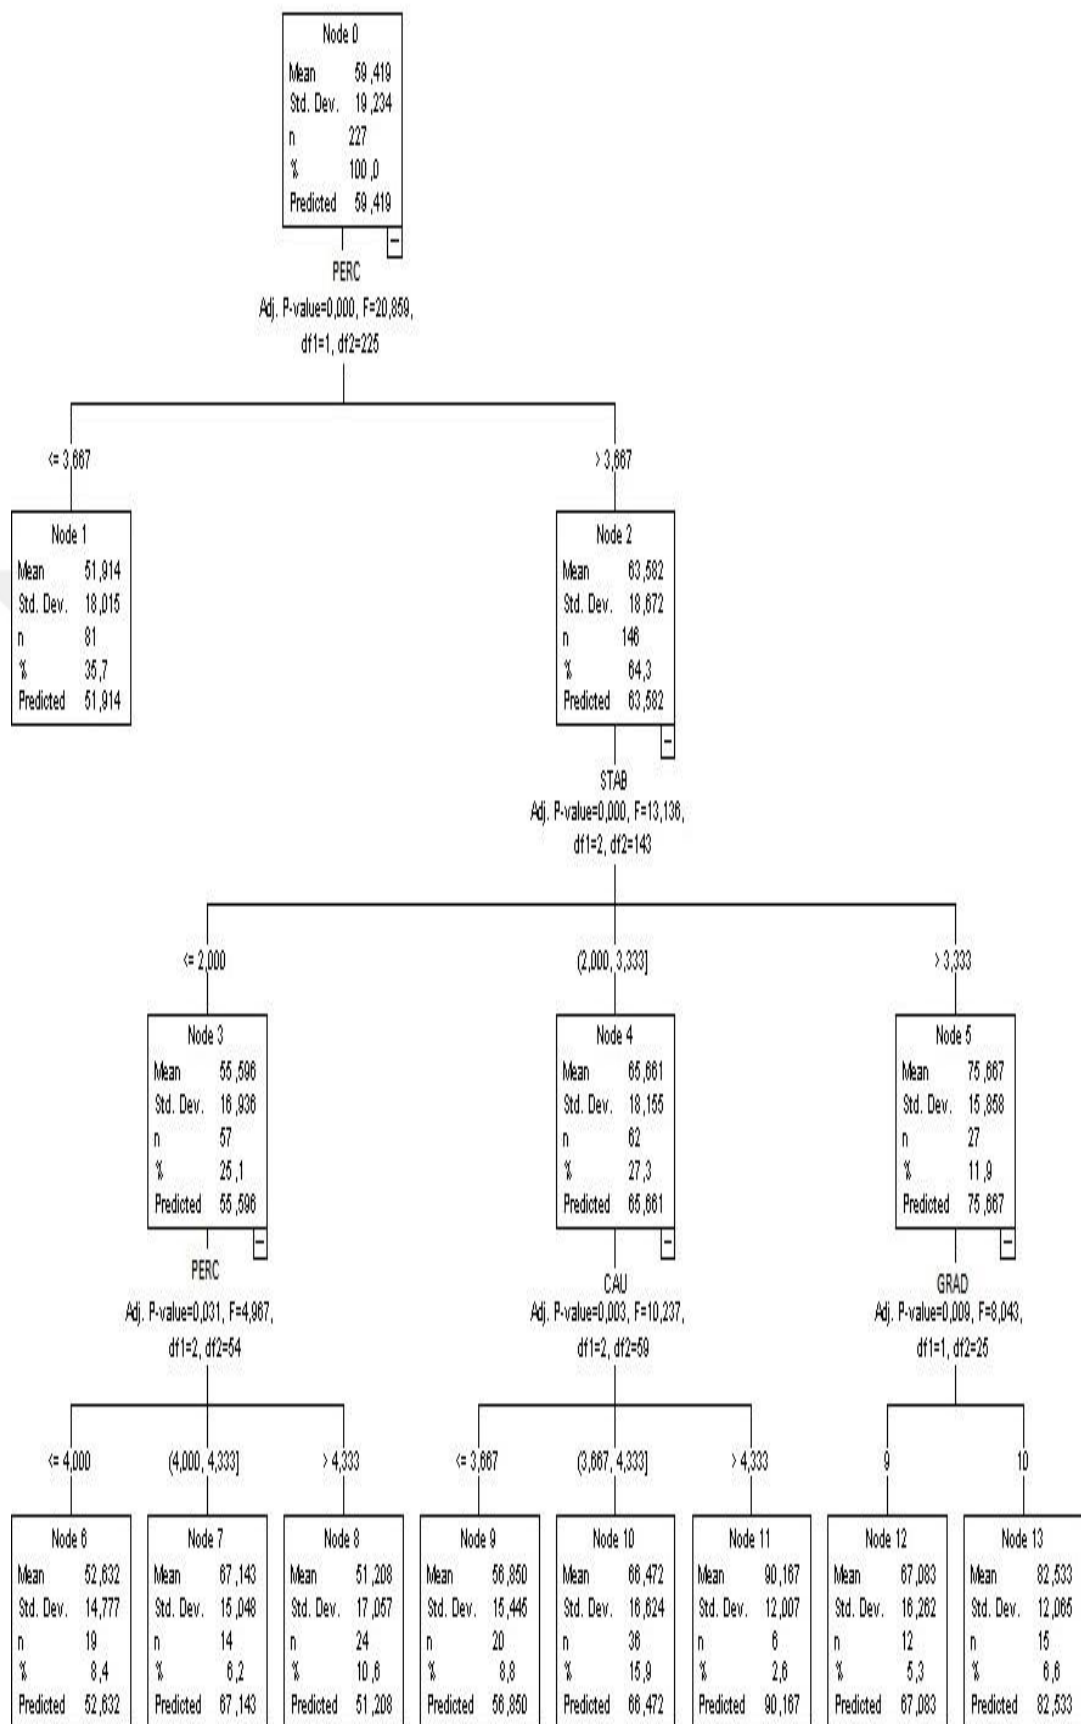 Node 0
Mean 59,419
Std. Dev. 19,234
n 227
% 100,0
Predicted 59,419
PERC
Adj. P-value=0,000, F=20,859,
df1=1, df2=225
<= 3,667
> 3,667
Node 1
Mean 51,914
Std. Dev. 18,015
n 81
% 35,7
Predicted 51,914
Node 2
Mean 63,582
Std. Dev. 18,672
n 146
% 64,3
Predicted 63,582
STAB
Adj. P-value=0,000, F=13,136,
df1=2, df2=143
<= 2,000
(2,000, 3,333]
> 3,333
Node 3
Mean 55,596
Std. Dev. 16,936
n 57
% 25,1
Predicted 55,596
Node 4
Mean 65,661
Std. Dev. 18,155
n 62
% 27,3
Predicted 65,661
Node 5
Mean 75,667
Std. Dev. 15,858
n 27
% 11,9
Predicted 75,667
PERC
Adj. P-value=0,031, F=4,967,
df1=2, df2=54
CAU
Adj. P-value=0,003, F=10,237,
df1=2, df2=59
GRAD
Adj. P-value=0,009, F=8,043,
df1=1, df2=25
<= 4,000
(4,000, 4,333]
> 4,333
<= 3,667
(3,667, 4,333]
> 4,333
9
10
Node 6
Mean 52,632
Std. Dev. 14,777
n 19
% 8,4
Predicted 52,632
Node 7
Mean 67,143
Std. Dev. 15,048
n 14
% 6,2
Predicted 67,143
Node 8
Mean 51,208
Std. Dev. 17,057
n 24
% 10,6
Predicted 51,208
Node 9
Mean 56,850
Std. Dev. 15,445
n 20
% 8,8
Predicted 56,850
Node 10
Mean 66,472
Std. Dev. 16,624
n 36
% 15,9
Predicted 66,472
Node 11
Mean 90,167
Std. Dev. 12,007
n 6
% 2,6
Predicted 90,167
Node 12
Mean 67,083
Std. Dev. 16,262
n 12
% 5,3
Predicted 67,083
Node 13
Mean 82,533
Std. Dev. 12,065
n 15
% 6,6
Predicted 82,533